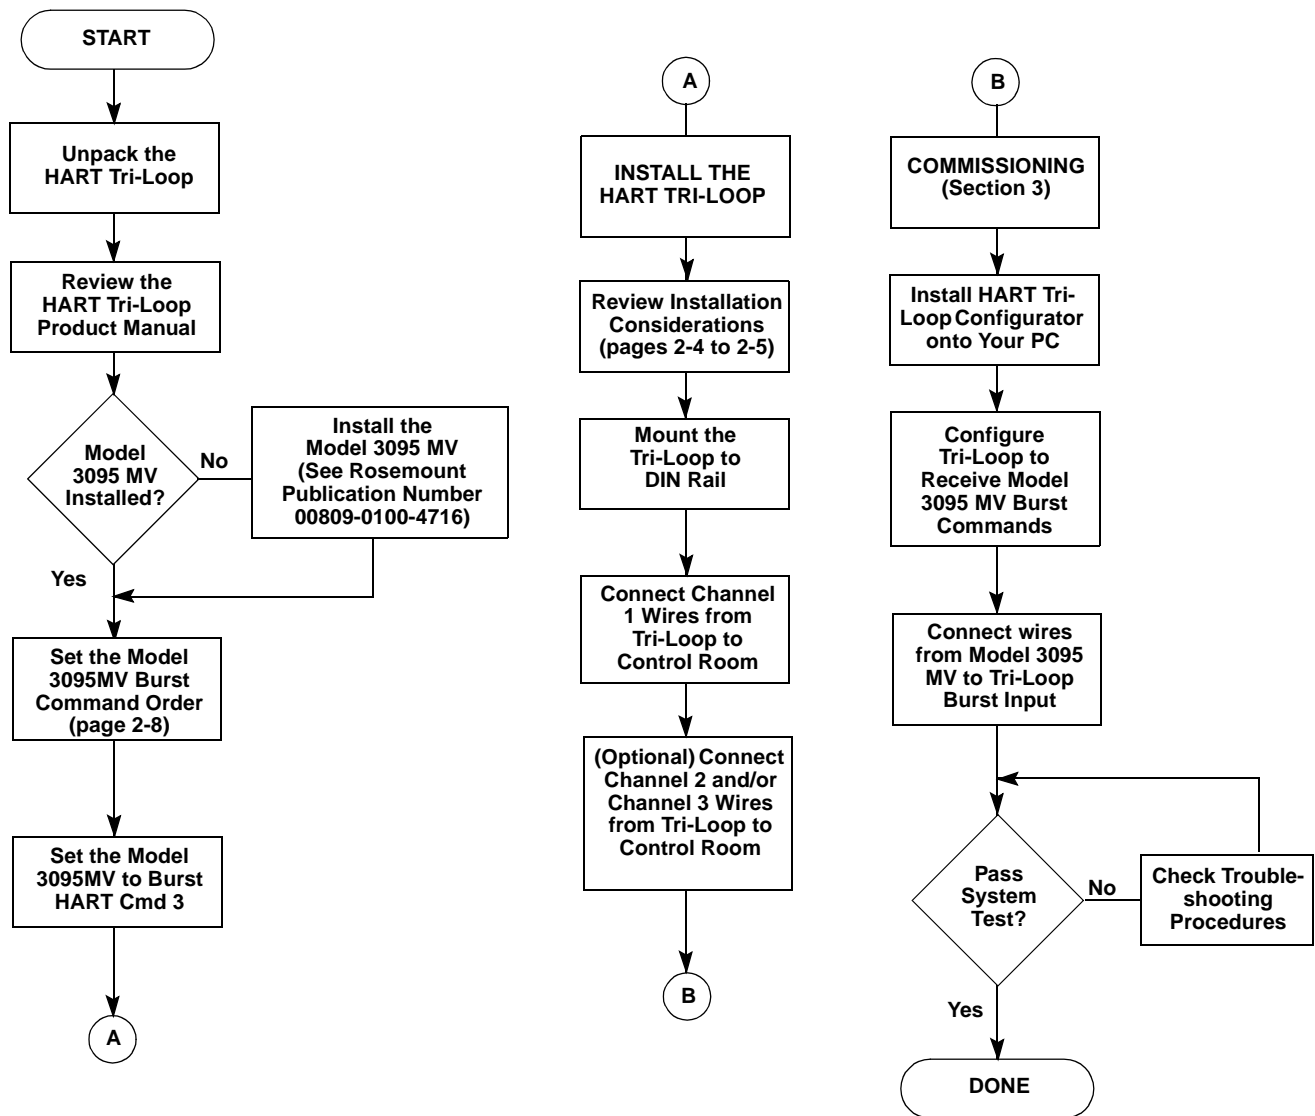 START
Unpack the
HART Tri-Loop
Review the
HART Tri-Loop
Product Manual
Model
3095 MV
Installed?
No
Install the
Model 3095 MV
(See Rosemount
Publication Number
00809-0100-4716)
Yes
Set the Model
3095MV Burst
Command Order
(page 2-8)
Set the Model
3095MV to Burst
HART Cmd 3
A
A
INSTALL THE
HART TRI-LOOP
Review Installation
Considerations
(pages 2-4 to 2-5)
Mount the
Tri-Loop to
DIN Rail
Connect Channel
1 Wires from
Tri-Loop to
Control Room
(Optional) Connect
Channel 2 and/or
Channel 3 Wires
from Tri-Loop to
Control Room
B
B
COMMISSIONING
(Section 3)
Install HART Tri-
Loop Configurator
onto Your PC
Configure
Tri-Loop to
Receive Model
3095 MV Burst
Commands
Connect wires
from Model 3095
MV to Tri-Loop
Burst Input
Pass
System
Test?
No
Check Trouble-
shooting
Procedures
Yes
DONE